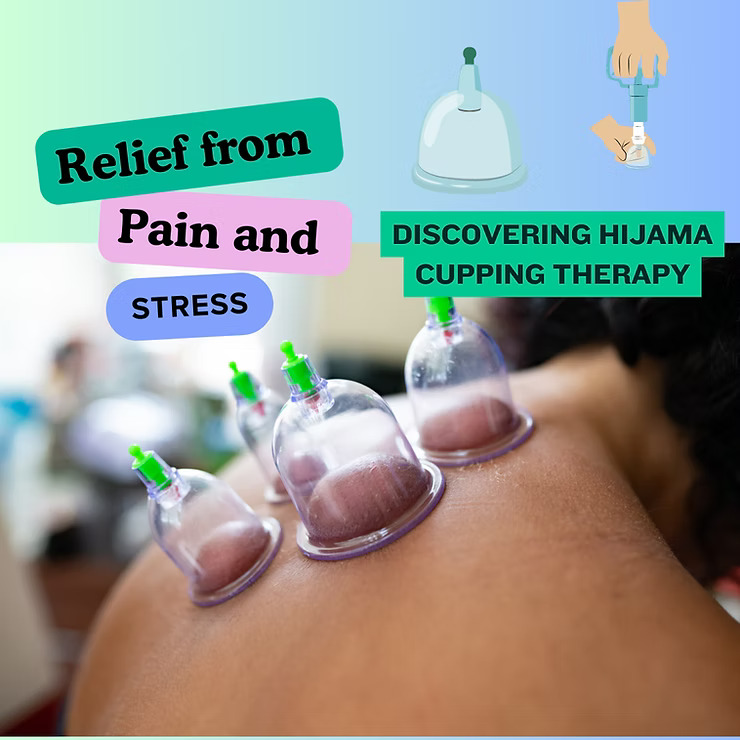 Relief from
Pain and
STRESS
DISCOVERING HIJAMA
CUPPING THERAPY